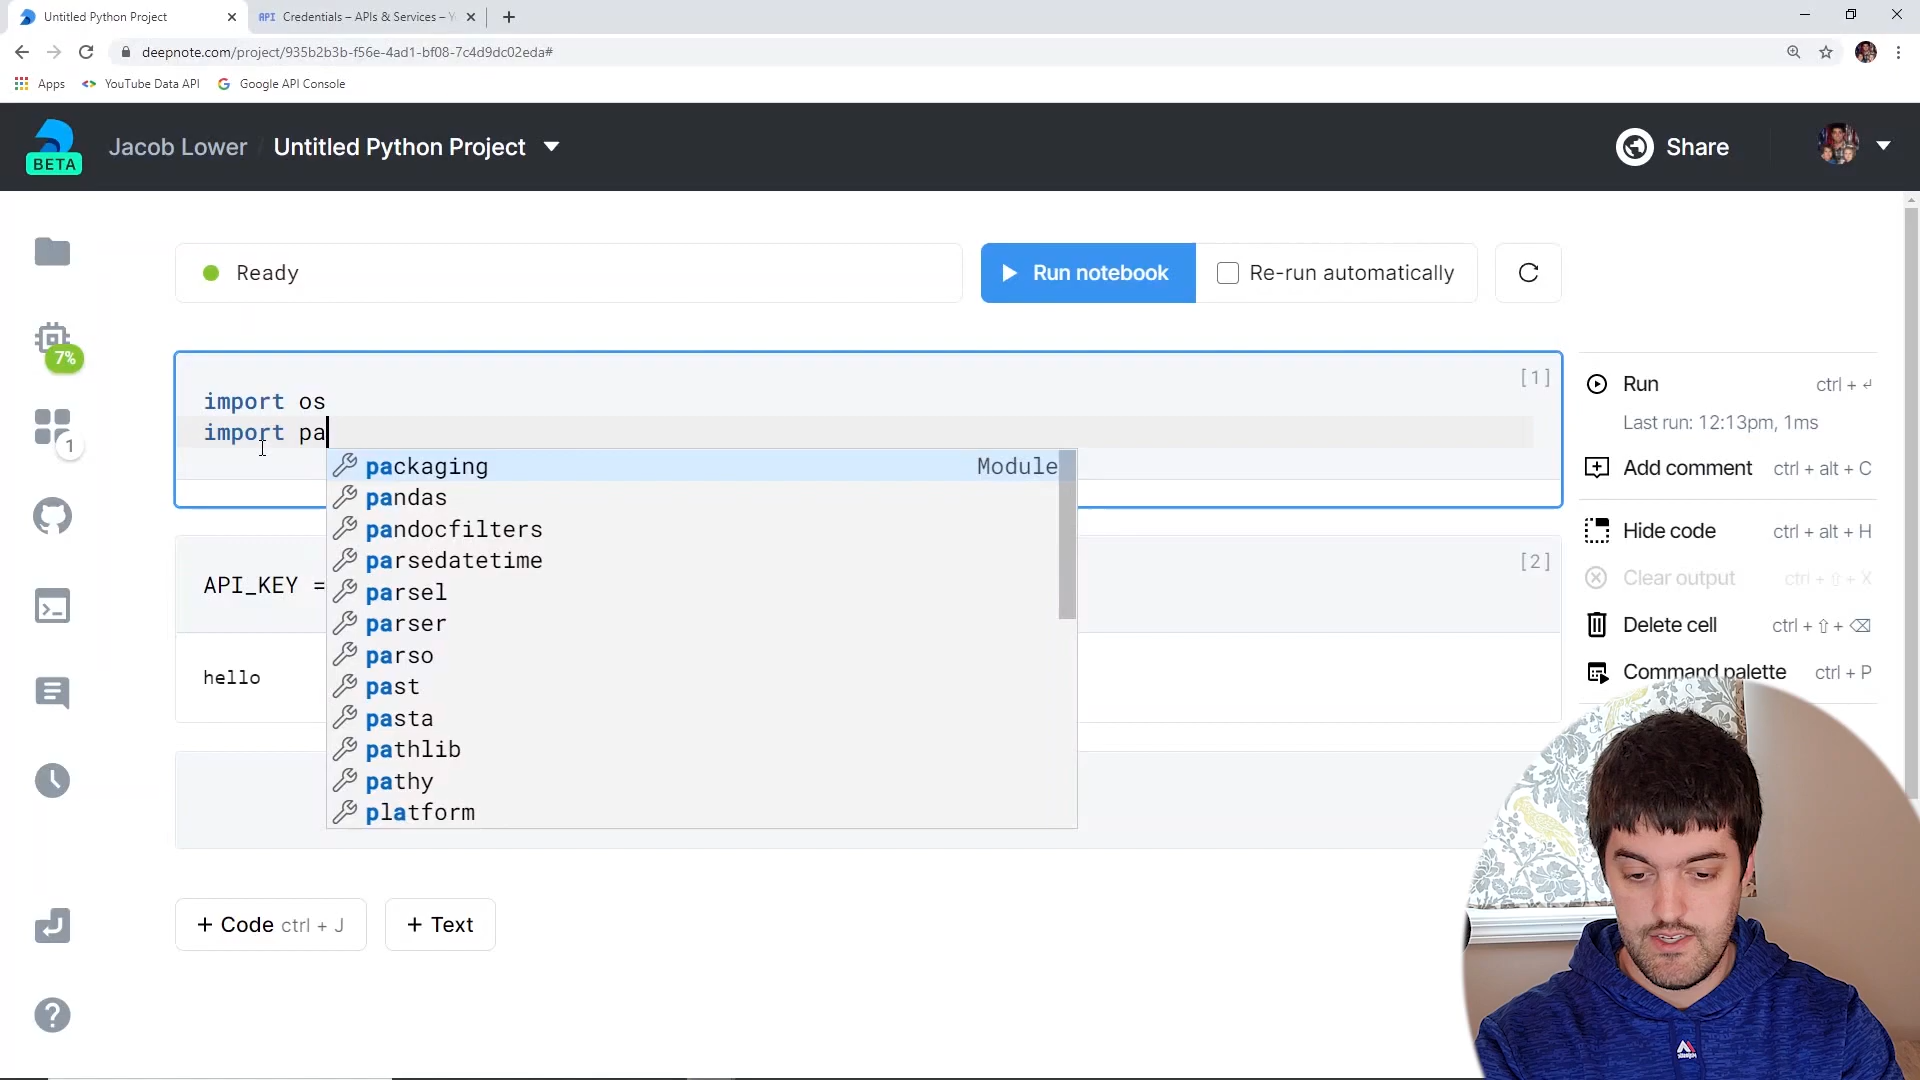 Untitled Python Project
API Credentials – APIs & Services –
deepnote.com/project/935b2b3b-f56e-4ad1-bf08-7c4d9dc02eda#
Apps
YouTube Data API
Google API Console
BETA
Jacob Lower / Untitled Python Project
Share
Ready
Run notebook
Re-run automatically
7%
1
[1]
import os
import pa
packaging Module
pandas
pandocfilters
parsedatetime
parsel
parser
parso
past
pasta
pathlib
pathy
platform
[2]
API_KEY =
hello
+ Code ctrl + J
+ Text
Run ctrl + ↵
Last run: 12:13pm, 1ms
Add comment ctrl + alt + C
Hide code ctrl + alt + H
Clear output ctrl + ⇧ + X
Delete cell ctrl + ⇧ + ⌫
Command palette ctrl + P